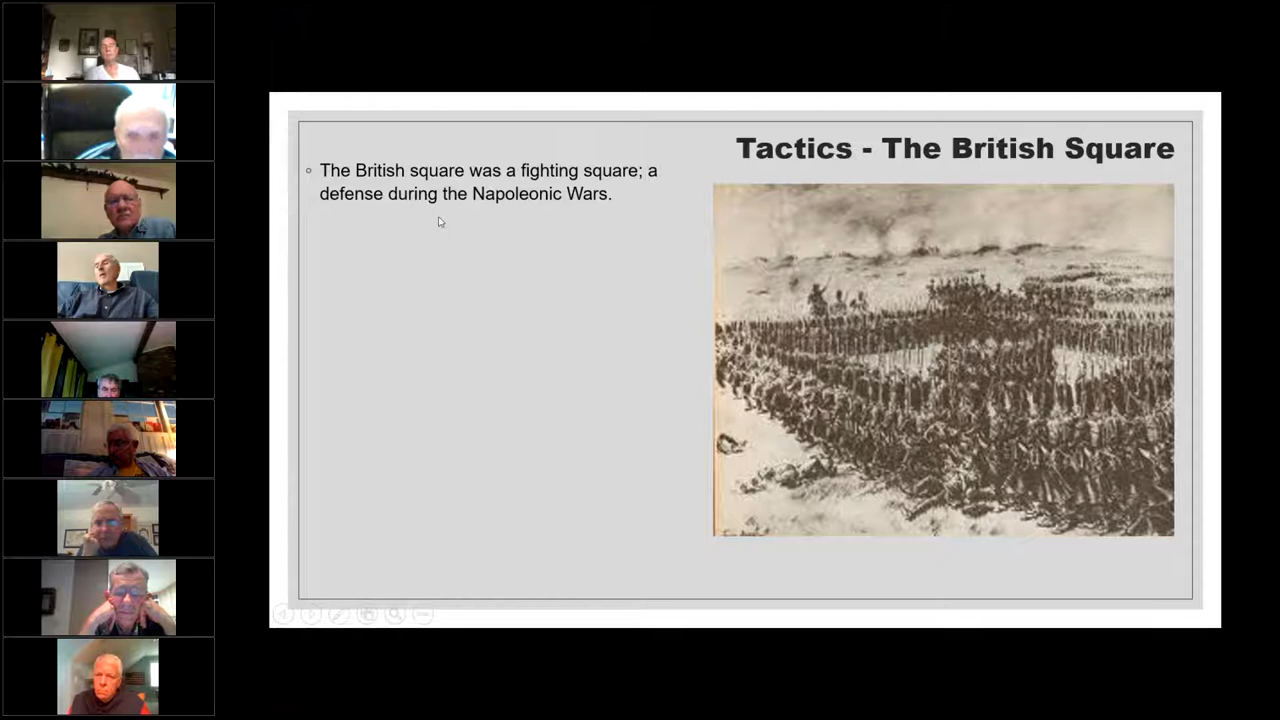 Tactics - The British Square
The British square was a fighting square; a
defense during the Napoleonic Wars.